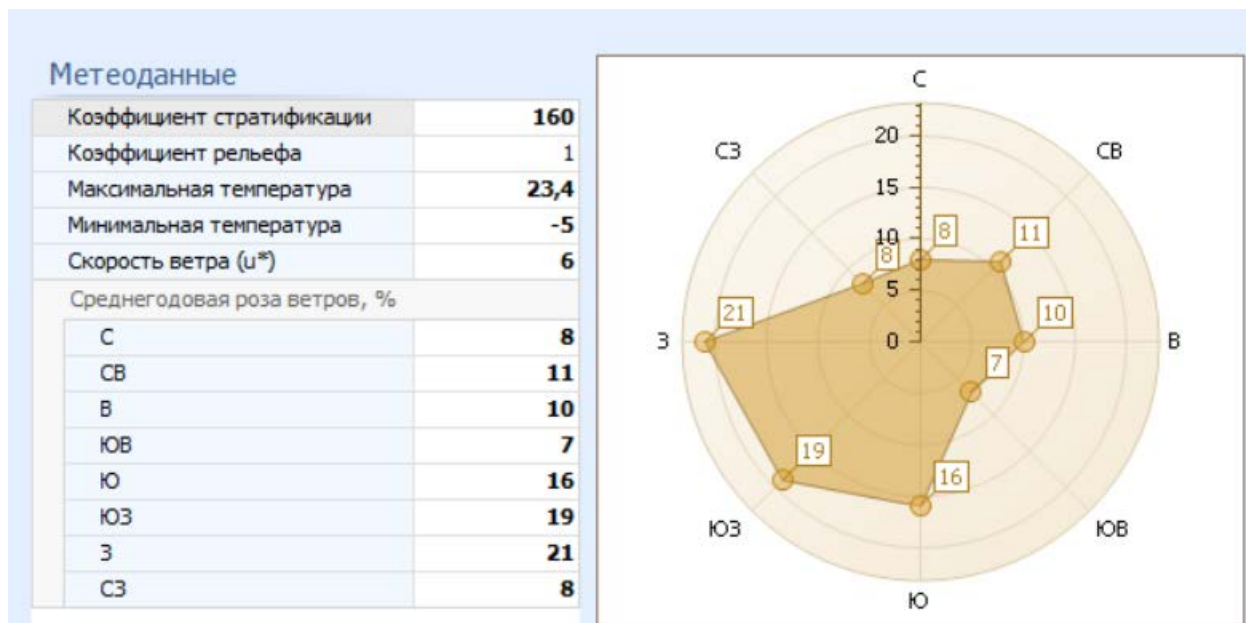 Метеоданные
Коэффициент стратификации 160
Коэффициент рельефа 1
Максимальная температура 23,4
Минимальная температура -5
Скорость ветра (u*) 6
Среднегодовая роза ветров, %
С 8
СВ 11
В 10
ЮВ 7
Ю 16
ЮЗ 19
З 21
СЗ 8
С
СЗ
СВ
20
15
10
8
8
11
5
21
10
З
0
В
7
19
16
ЮЗ
ЮВ
Ю